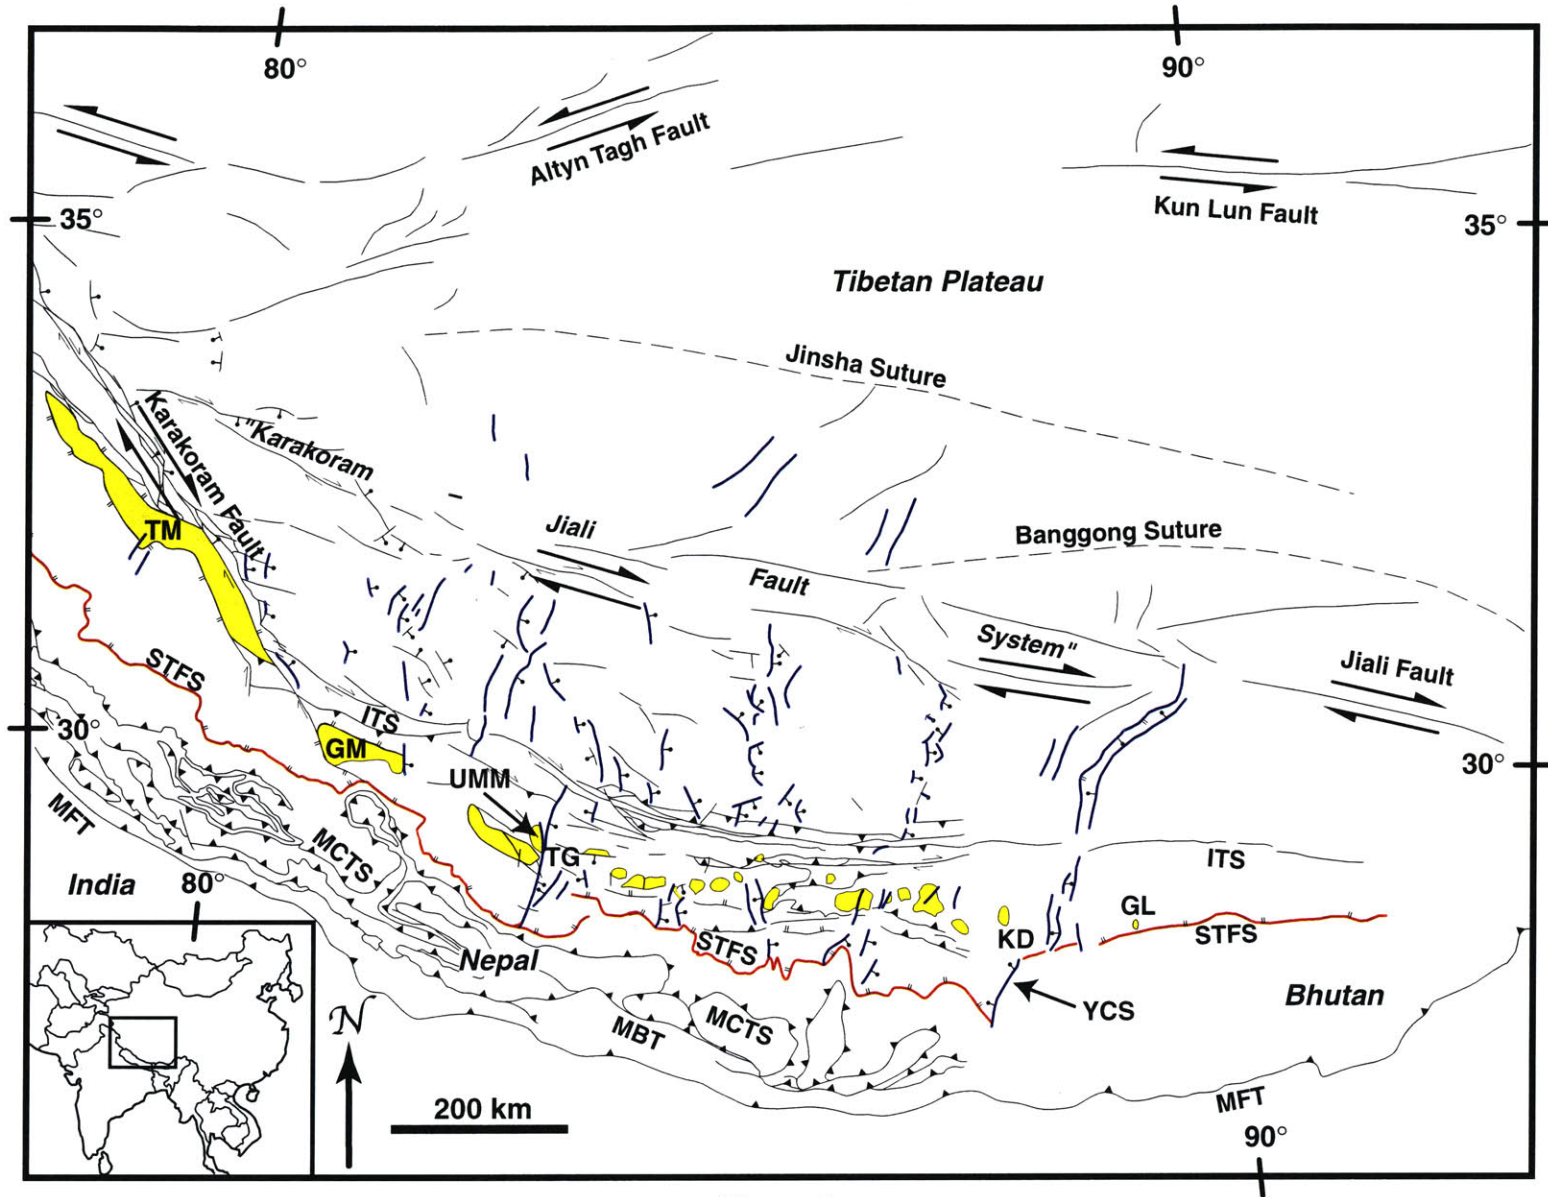 80°
90°
Altyn Tagh Fault
Kun Lun Fault
35°
35°
Tibetan Plateau
Jinsha Suture
Karakoram Fault
"Karakoram
Jiali
Fault
System"
Banggong Suture
TM
STFS
ITS
Jiali Fault
30°
30°
GM
UMM
MFT
MCTS
TG
ITS
India
80°
GL
KD
STFS
STFS
Nepal
Bhutan
YCS
MCTS
MBT
N
200 km
MFT
90°